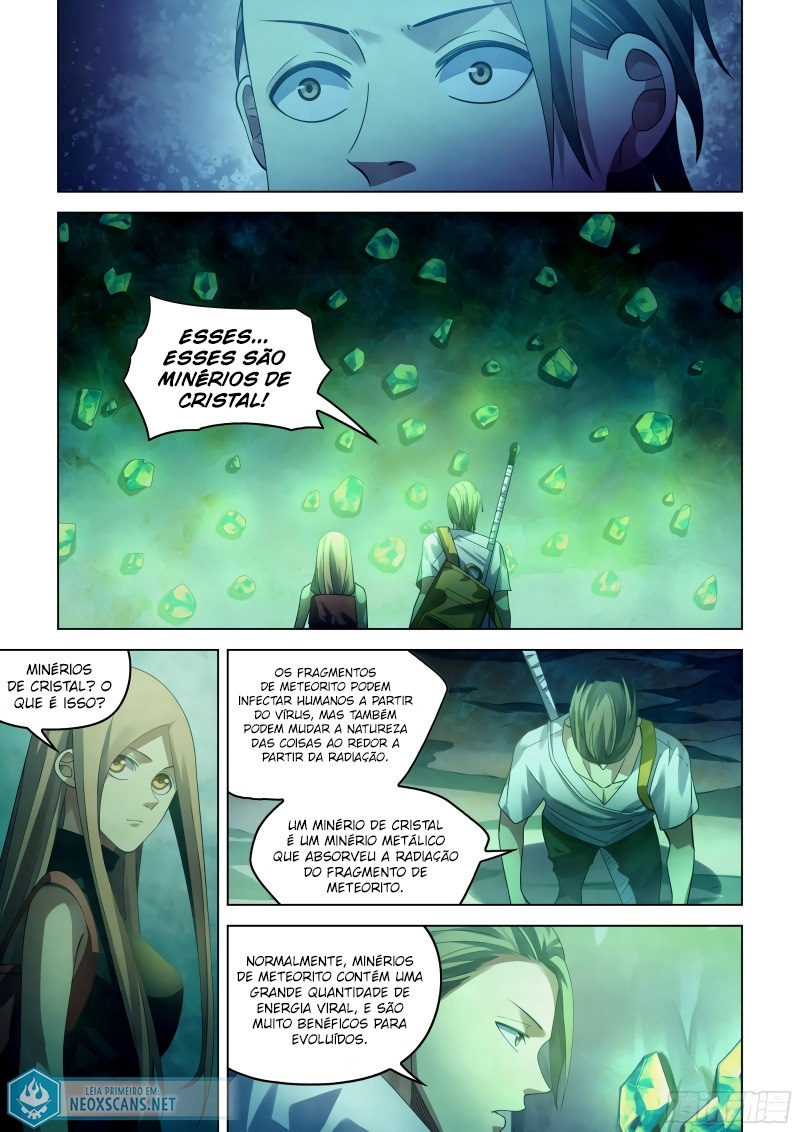 ESSES...
ESSES SÃO
MINÉRIOS DE
CRISTAL!
MINÉRIOS
DE CRISTAL? O
QUE É ISSO?
OS FRAGMENTOS
DE METEORITO PODEM
INFECTAR HUMANOS A PARTIR
DO VÍRUS, MAS TAMBÉM
PODEM MUDAR A NATUREZA
DAS COISAS AO REDOR A
PARTIR DA RADIAÇÃO.
UM MINÉRIO DE CRISTAL
É UM MINÉRIO METÁLICO
QUE ABSORVEU A RADIAÇÃO
DO FRAGMENTO DE
METEORITO.
NORMALMENTE, MINÉRIOS
DE METEORITO CONTÉM UMA
GRANDE QUANTIDADE DE
ENERGIA VIRAL, E SÃO
MUITO BENÉFICOS PARA
EVOLUÍDOS.
LEIA PRIMEIRO EM:
NEOXSCANS.NET